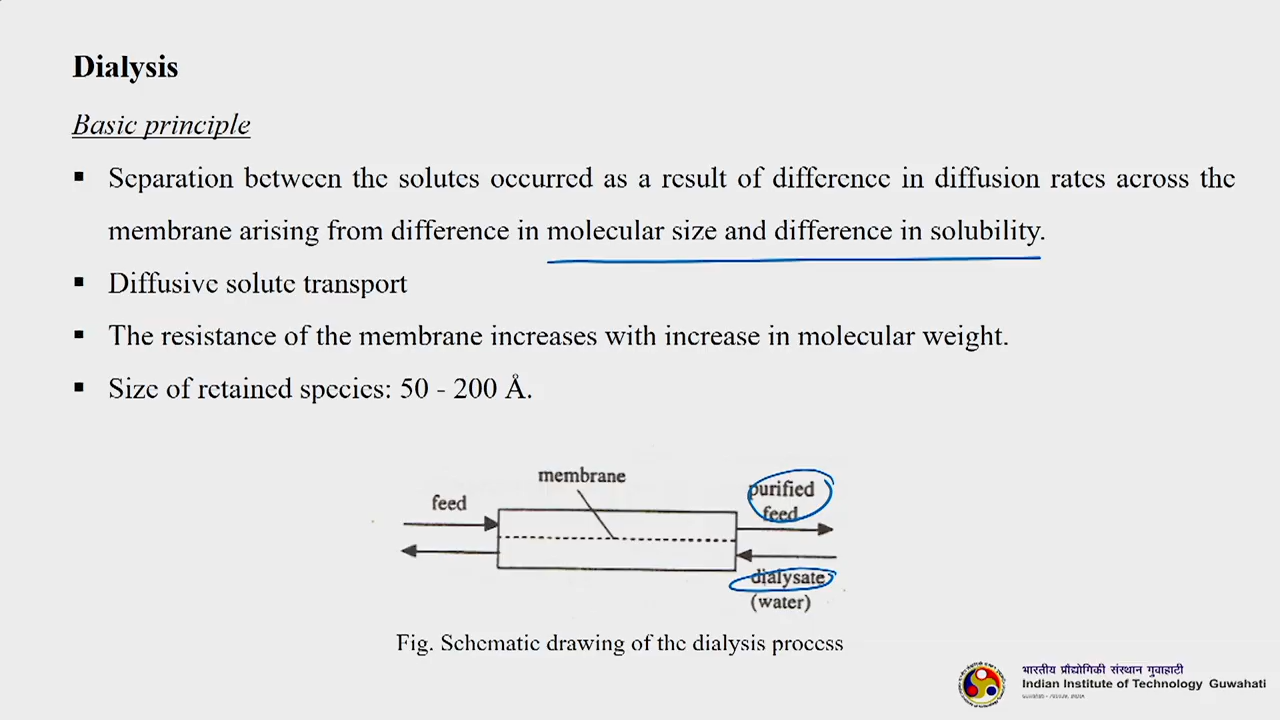 Dialysis
Basic principle
▪ Separation between the solutes occurred as a result of difference in diffusion rates across the
membrane arising from difference in molecular size and difference in solubility.
▪ Diffusive solute transport
▪ The resistance of the membrane increases with increase in molecular weight.
▪ Size of retained species: 50 - 200 Å.
membrane
feed
purified
feed
dialysate
(water)
Fig. Schematic drawing of the dialysis process
भारतीय प्रौद्योगिकी संस्थान गुवाहाटी
Indian Institute of Technology Guwahati